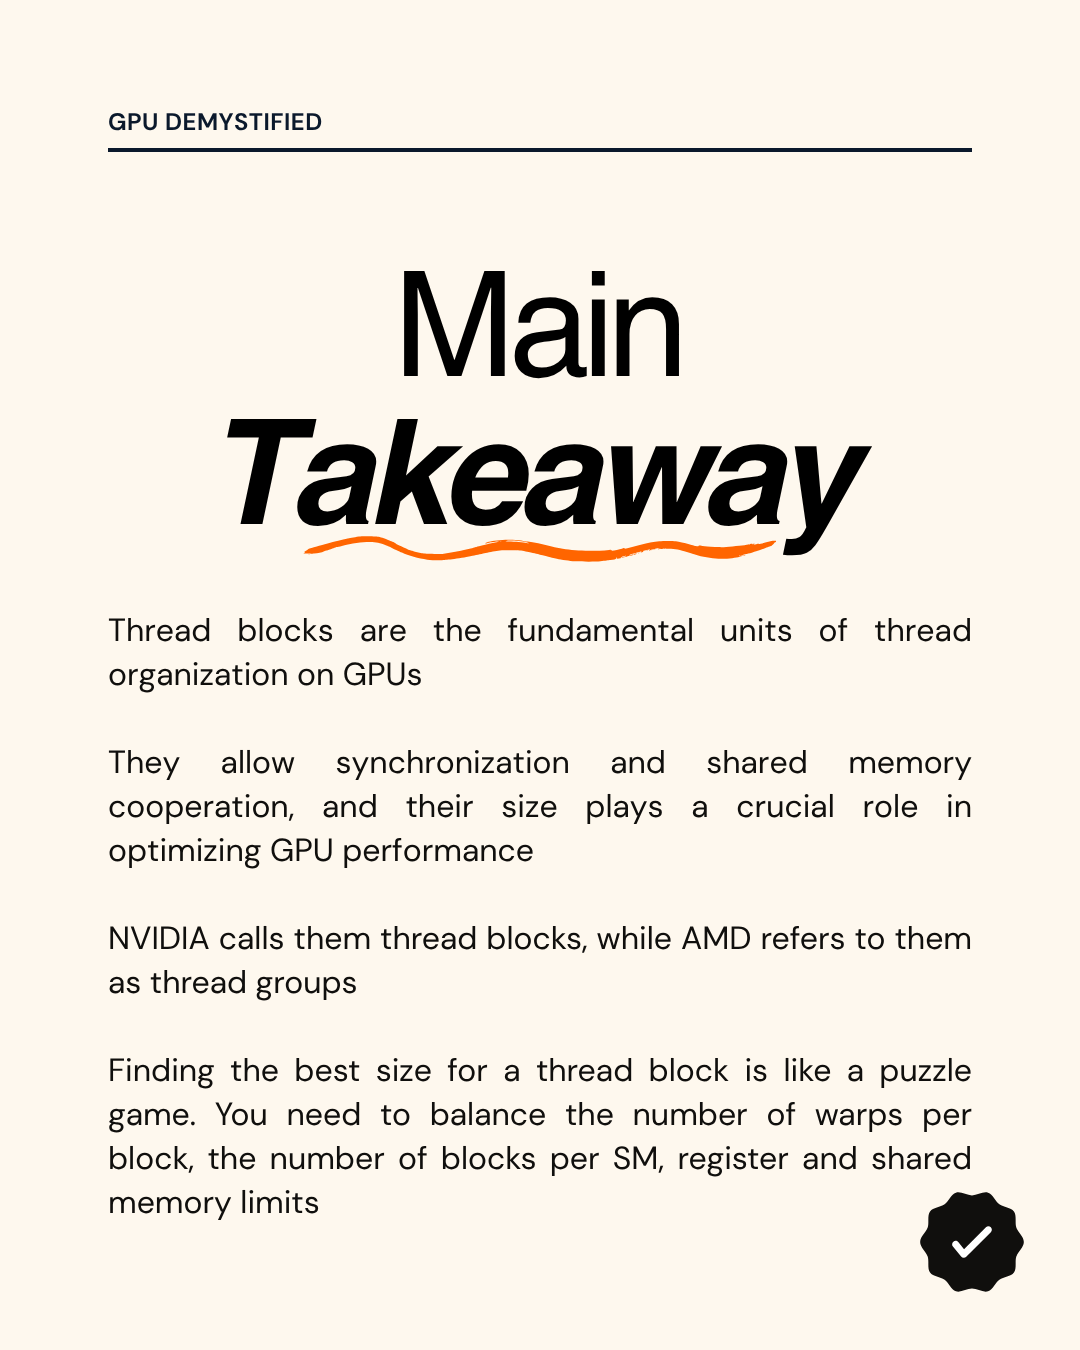 GPU DEMYSTIFIED
Main
Takeaway
Thread blocks are the fundamental units of thread
organization on GPUs
They allow synchronization and shared memory
cooperation, and their size plays a crucial role in
optimizing GPU performance
NVIDIA calls them thread blocks, while AMD refers to them
as thread groups
Finding the best size for a thread block is like a puzzle
game. You need to balance the number of warps per
block, the number of blocks per SM, register and shared
memory limits